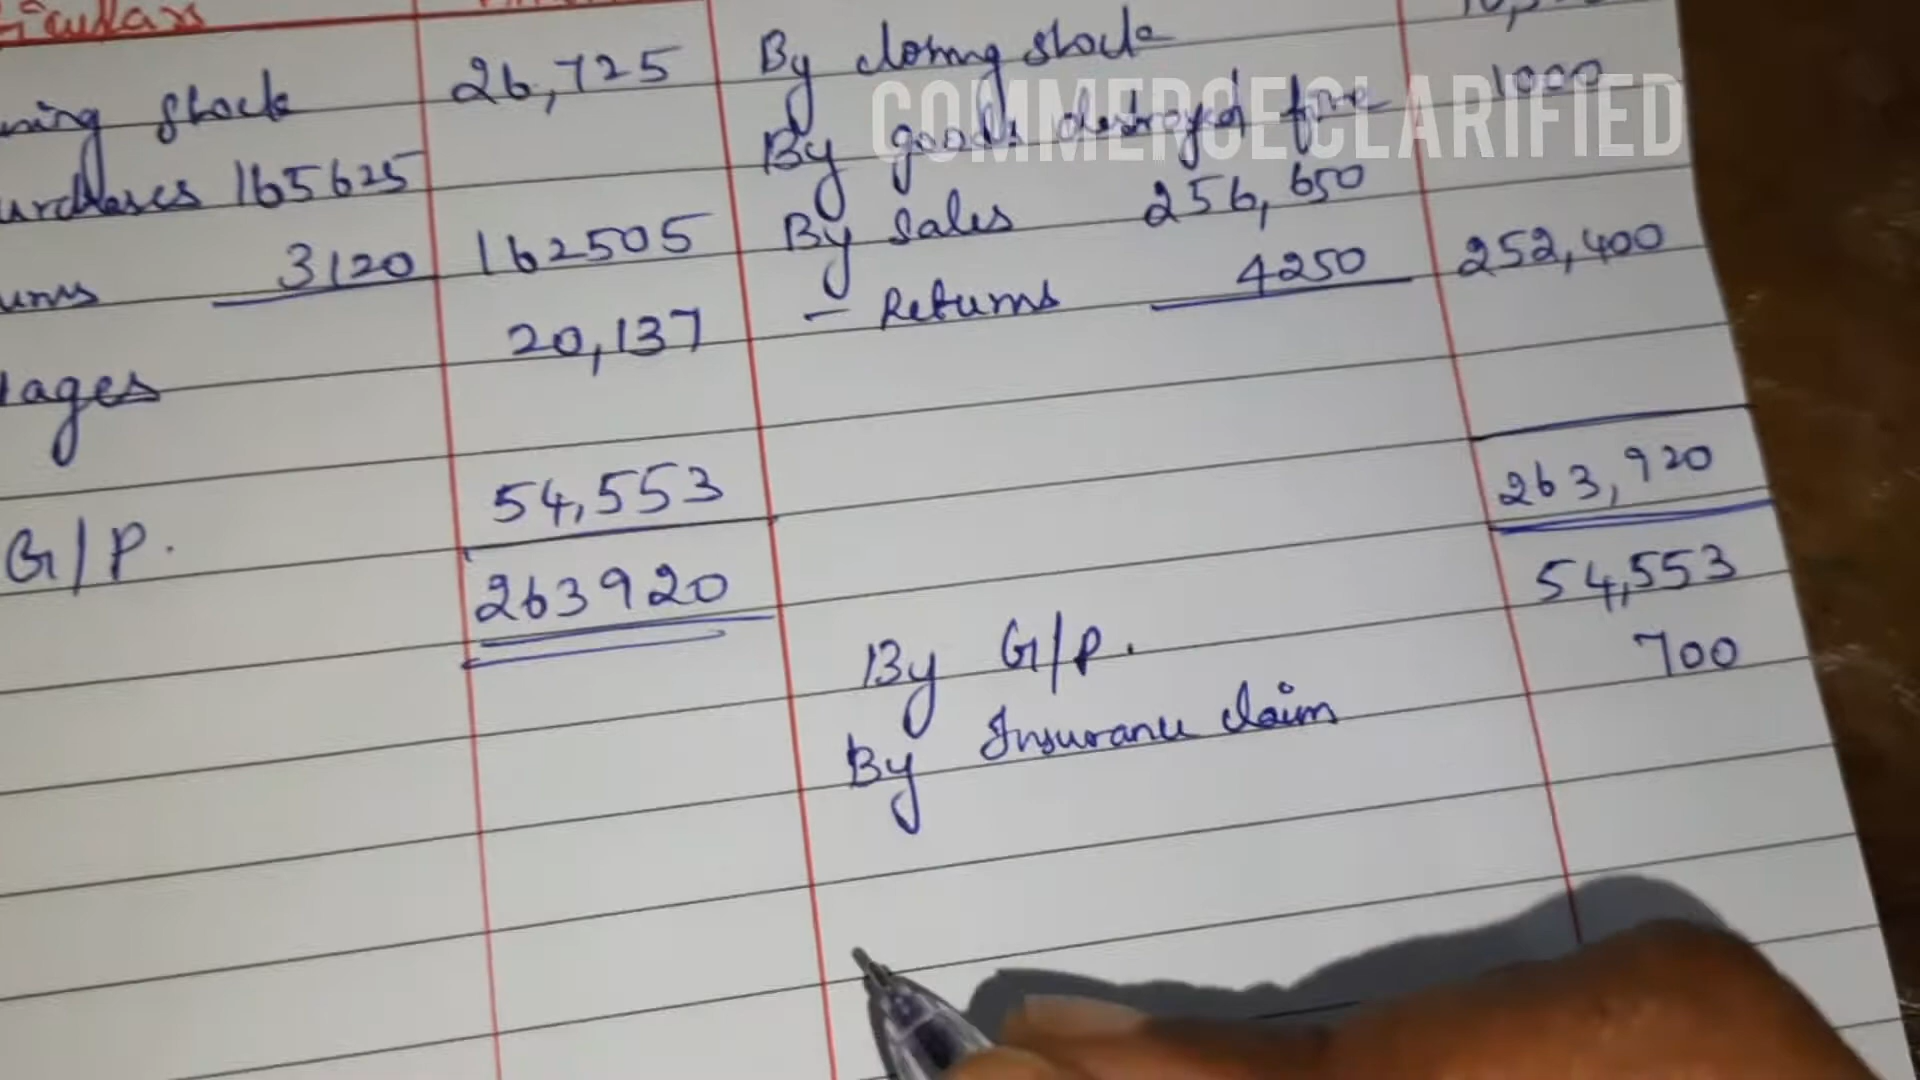 26,725 By closing stock
ning stock
COMMERCECLARIFIED
By goods destroyed fire 1000
urchases 165625
By Sales 256,650
3120 162505
- Returns 4250 252,400
20,137
ages
54,553
263,920
G/P.
263920
54,553
By G/P.
700
By Insurance claim